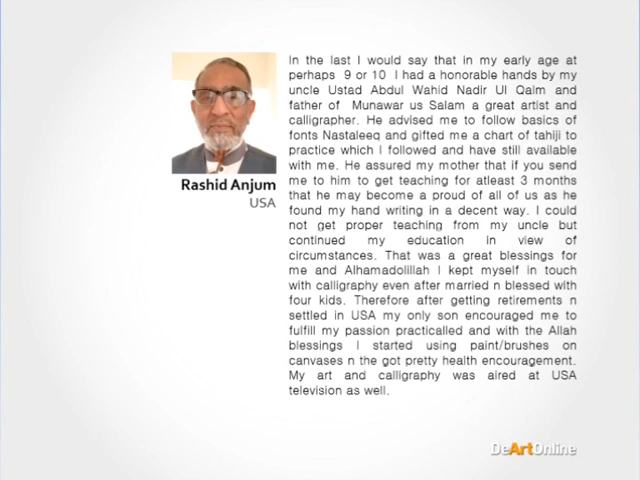 In the last I would say that in my early age at
perhaps 9 or 10 I had a honorable hands by my
uncle Ustad Abdul Wahid Nadir Ul Qalm and
father of Munawar us Salam a great artist and
calligrapher. He advised me to follow basics of
fonts Nastaleeq and gifted me a chart of tahiji to
practice which I followed and have still available
with me. He assured my mother that if you send
me to him to get teaching for atleast 3 months
that he may become a proud of all of us as he
found my hand writing in a decent way. I could
not get proper teaching from my uncle but
continued my education in view of
circumstances. That was a great blessings for
me and Alhamadolillah I kept myself in touch
with calligraphy even after married n blessed with
four kids. Therefore after getting retirements n
settled in USA my only son encouraged me to
fulfill my passion practicalled and with the Allah
blessings I started using paint/brushes on
canvases n the got pretty health encouragement.
My art and calligraphy was aired at USA
television as well.
Rashid Anjum
USA
DeArtOnline